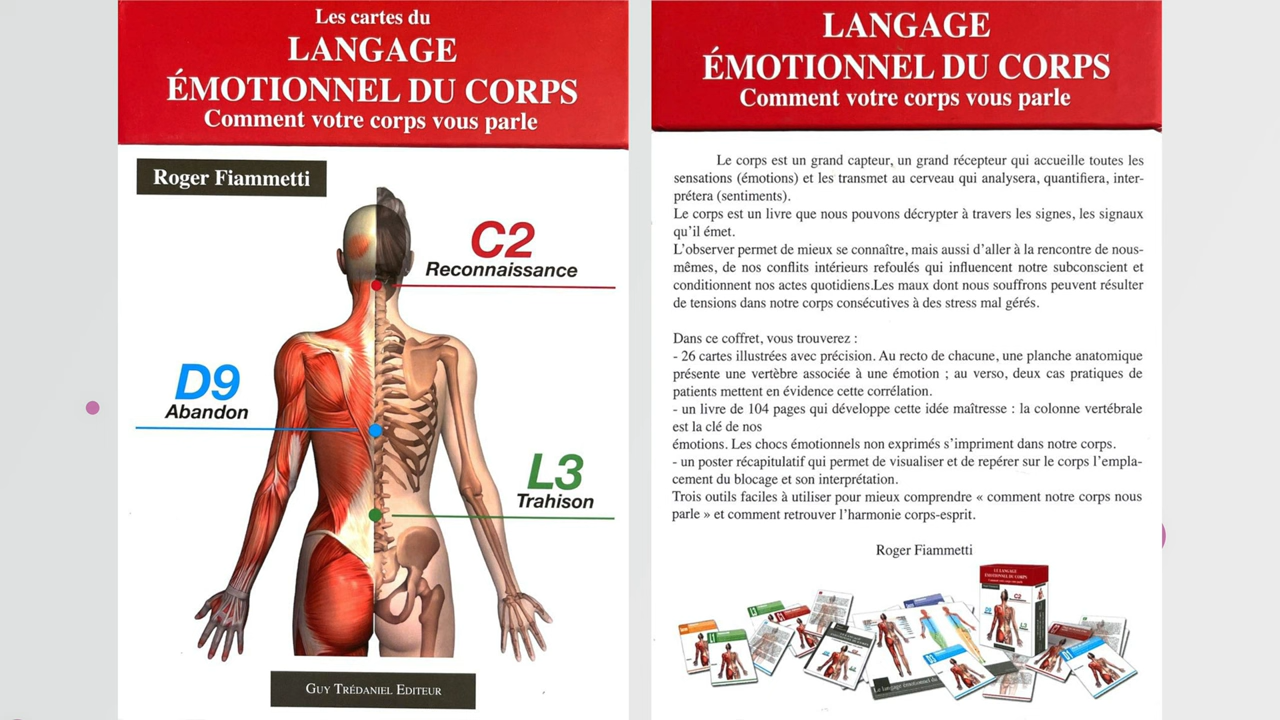 Les cartes du
LANGAGE
ÉMOTIONNEL DU CORPS
Comment votre corps vous parle
Roger Fiammetti
C2
Reconnaissance
D9
Abandon
L3
Trahison
GUY TRÉDANIEL EDITEUR
LANGAGE
ÉMOTIONNEL DU CORPS
Comment votre corps vous parle
Le corps est un grand capteur, un grand récepteur qui accueille toutes les
sensations (émotions) et les transmet au cerveau qui analysera, quantifiera, inter-
prétera (sentiments).
Le corps est un livre que nous pouvons décrypter à travers les signes, les signaux
qu’il émet.
L’observer permet de mieux se connaître, mais aussi d’aller à la rencontre de nous-
mêmes, de nos conflits intérieurs refoulés qui influencent notre subconscient et
conditionnent nos actes quotidiens.Les maux dont nous souffrons peuvent résulter
de tensions dans notre corps consécutives à des stress mal gérés.
Dans ce coffret, vous trouverez :
- 26 cartes illustrées avec précision. Au recto de chacune, une planche anatomique
présente une vertèbre associée à une émotion ; au verso, deux cas pratiques de
patients mettent en évidence cette corrélation.
- un livre de 104 pages qui développe cette idée maîtresse : la colonne vertébrale
est la clé de nos
émotions. Les chocs émotionnels non exprimés s’impriment dans notre corps.
- un poster récapitulatif qui permet de visualiser et de repérer sur le corps l’empla-
cement du blocage et son interprétation.
Trois outils faciles à utiliser pour mieux comprendre « comment notre corps nous
parle » et comment retrouver l’harmonie corps-esprit.
Roger Fiammetti
LE LANGAGE
ÉMOTIONNEL DU CORPS
C2
L3